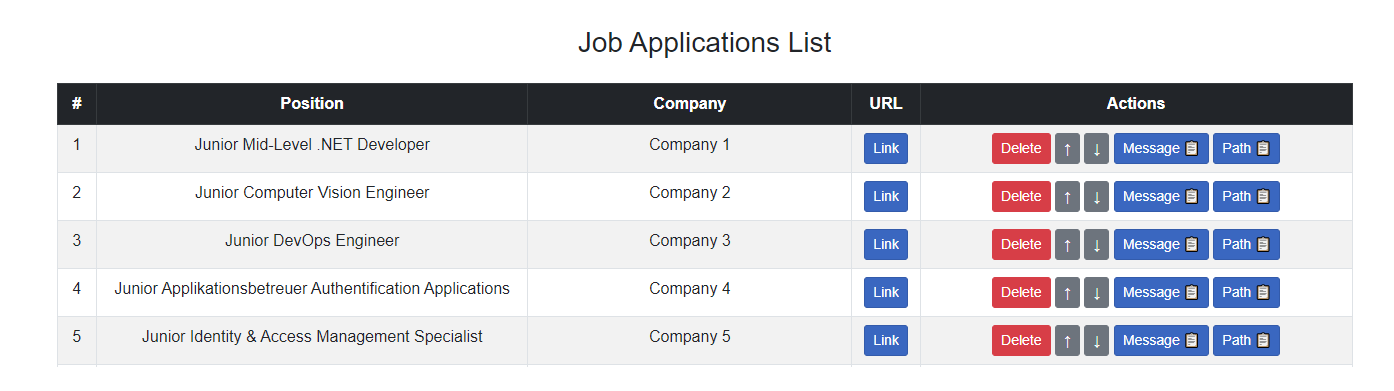 Job Applications List
# Position Company URL Actions
1 Junior Mid-Level .NET Developer Company 1 Link Delete ↑ ↓ Message 📋 Path 📋
2 Junior Computer Vision Engineer Company 2 Link Delete ↑ ↓ Message 📋 Path 📋
3 Junior DevOps Engineer Company 3 Link Delete ↑ ↓ Message 📋 Path 📋
4 Junior Applikationsbetreuer Authentification Applications Company 4 Link Delete ↑ ↓ Message 📋 Path 📋
5 Junior Identity & Access Management Specialist Company 5 Link Delete ↑ ↓ Message 📋 Path 📋